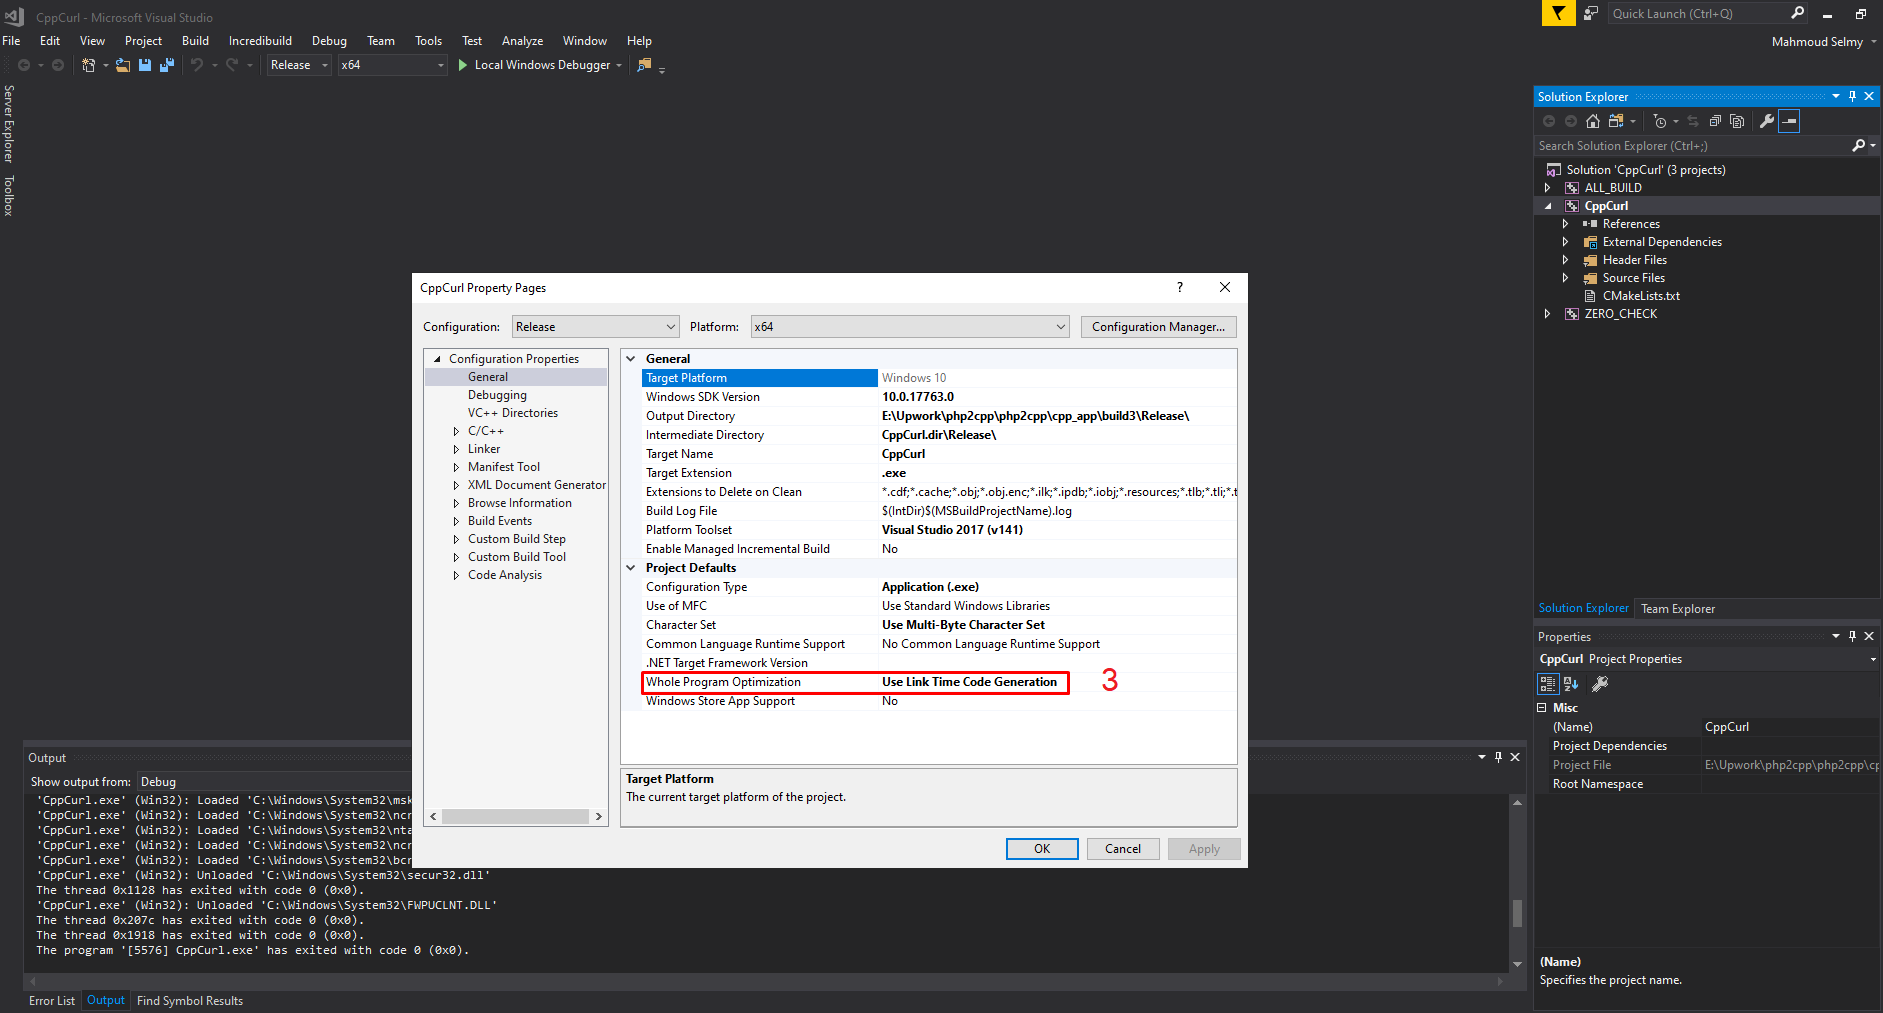 CppCurl - Microsoft Visual Studio
Quick Launch (Ctrl+Q)
File Edit View Project Build Incredibuild Debug Team Tools Test Analyze Window Help
Mahmoud Selmy
Release x64 Local Windows Debugger
Server Explorer
Toolbox
Solution Explorer
Search Solution Explorer (Ctrl+;)
Solution 'CppCurl' (3 projects)
ALL_BUILD
CppCurl
References
External Dependencies
Header Files
Source Files
CMakeLists.txt
ZERO_CHECK
CppCurl Property Pages
?
Configuration: Release Platform: x64 Configuration Manager...
Configuration Properties
General
Debugging
VC++ Directories
C/C++
Linker
Manifest Tool
XML Document Generator
Browse Information
Build Events
Custom Build Step
Custom Build Tool
Code Analysis
General
Target Platform Windows 10
Windows SDK Version 10.0.17763.0
Output Directory E:\Upwork\php2cpp\php2cpp\cpp_app\build3\Release\
Intermediate Directory CppCurl.dir\Release\
Target Name CppCurl
Target Extension .exe
Extensions to Delete on Clean *.cdf;*.cache;*.obj;*.obj.enc;*.ilk;*.ipdb;*.iobj;*.resources;*.tlb;*.tli;*.t
Build Log File $(IntDir)$(MSBuildProjectName).log
Platform Toolset Visual Studio 2017 (v141)
Enable Managed Incremental Build No
Project Defaults
Configuration Type Application (.exe)
Use of MFC Use Standard Windows Libraries
Character Set Use Multi-Byte Character Set
Common Language Runtime Support No Common Language Runtime Support
.NET Target Framework Version
Whole Program Optimization Use Link Time Code Generation 3
Windows Store App Support No
Target Platform
The current target platform of the project.
OK Cancel Apply
Solution Explorer Team Explorer
Properties
CppCurl Project Properties
Misc
(Name) CppCurl
Project Dependencies
Project File E:\Upwork\php2cpp\php2cpp\cp
Root Namespace
(Name)
Specifies the project name.
Output
Show output from: Debug
'CppCurl.exe' (Win32): Loaded 'C:\Windows\System32\msk
'CppCurl.exe' (Win32): Loaded 'C:\Windows\System32\ncr
'CppCurl.exe' (Win32): Loaded 'C:\Windows\System32\nta
'CppCurl.exe' (Win32): Loaded 'C:\Windows\System32\ncr
'CppCurl.exe' (Win32): Loaded 'C:\Windows\System32\bcr
'CppCurl.exe' (Win32): Unloaded 'C:\Windows\System32\secur32.dll'
The thread 0x1128 has exited with code 0 (0x0).
'CppCurl.exe' (Win32): Unloaded 'C:\Windows\System32\FWPUCLNT.DLL'
The thread 0x207c has exited with code 0 (0x0).
The thread 0x1918 has exited with code 0 (0x0).
The program '[5576] CppCurl.exe' has exited with code 0 (0x0).
Error List Output Find Symbol Results